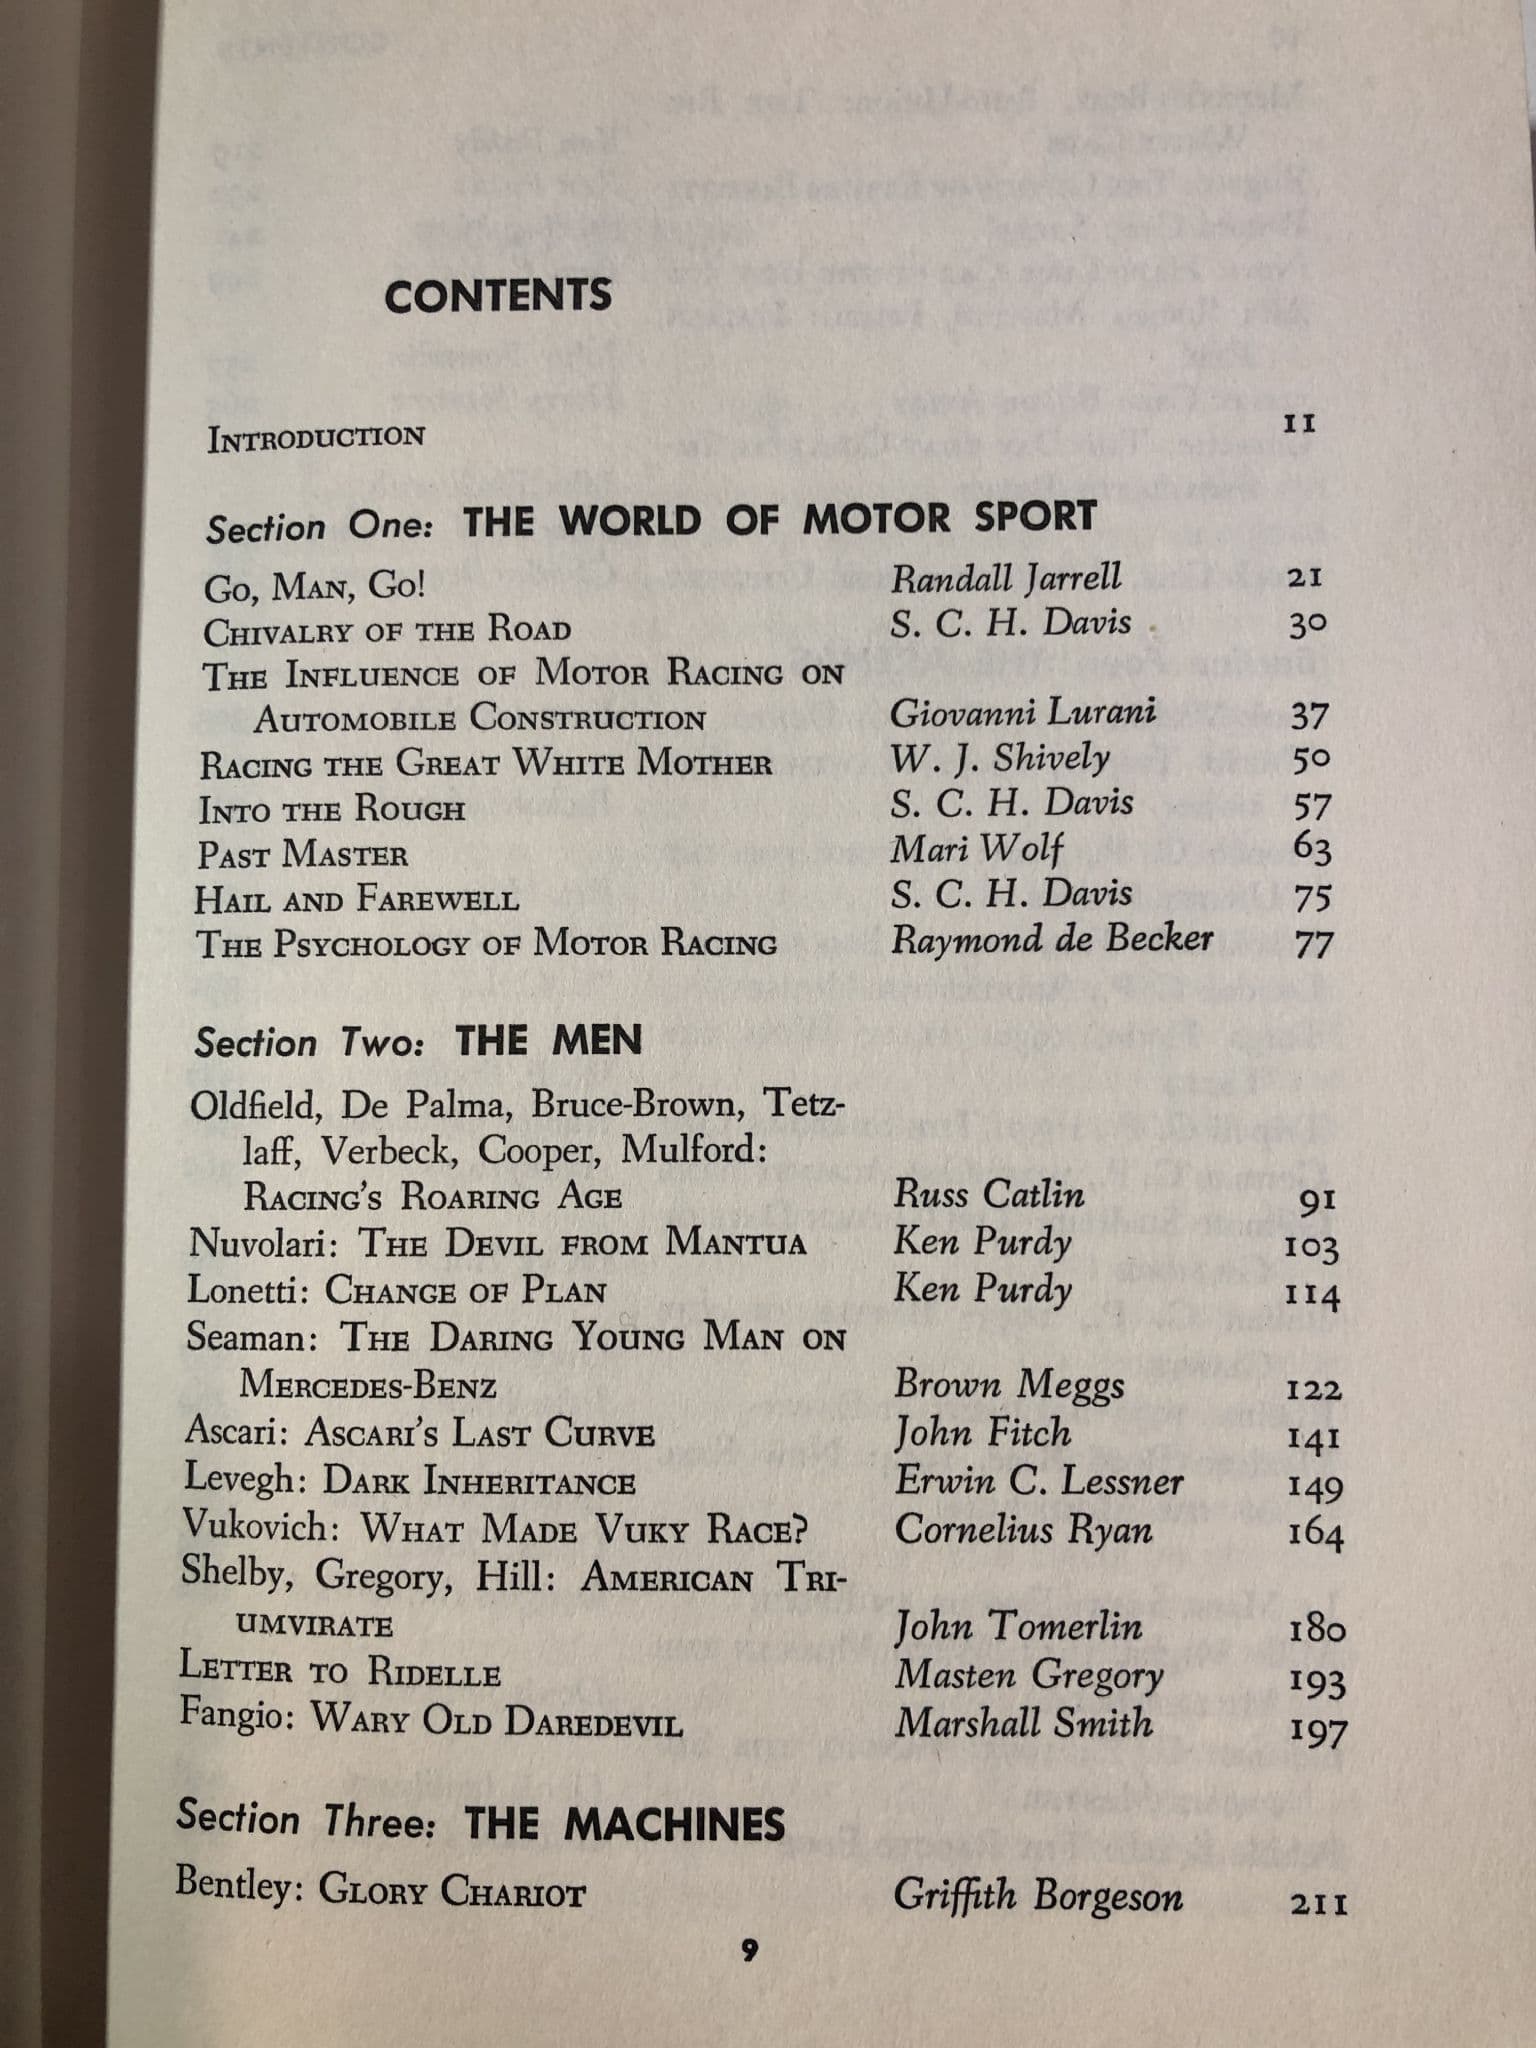 CONTENTS
INTRODUCTION 11
Section One: THE WORLD OF MOTOR SPORT
GO, MAN, GO! Randall Jarrell 21
CHIVALRY OF THE ROAD S. C. H. Davis 30
THE INFLUENCE OF MOTOR RACING ON
AUTOMOBILE CONSTRUCTION Giovanni Lurani 37
RACING THE GREAT WHITE MOTHER W. J. Shively 50
INTO THE ROUGH S. C. H. Davis 57
PAST MASTER Mari Wolf 63
HAIL AND FAREWELL S. C. H. Davis 75
THE PSYCHOLOGY OF MOTOR RACING Raymond de Becker 77
Section Two: THE MEN
Oldfield, De Palma, Bruce-Brown, Tetz-
laff, Verbeck, Cooper, Mulford:
RACING'S ROARING AGE Russ Catlin 91
Nuvolari: THE DEVIL FROM MANTUA Ken Purdy 103
Lonetti: CHANGE OF PLAN Ken Purdy 114
Seaman: THE DARING YOUNG MAN ON
MERCEDES-BENZ Brown Meggs 122
Ascari: ASCARI'S LAST CURVE John Fitch 141
Levegh: DARK INHERITANCE Erwin C. Lessner 149
Vukovich: WHAT MADE VUKY RACE? Cornelius Ryan 164
Shelby, Gregory, Hill: AMERICAN TRI-
UMVIRATE John Tomerlin 180
LETTER TO RIDELLE Masten Gregory 193
Fangio: WARY OLD DAREDEVIL Marshall Smith 197
Section Three: THE MACHINES
Bentley: GLORY CHARIOT Griffith Borgeson 211
9